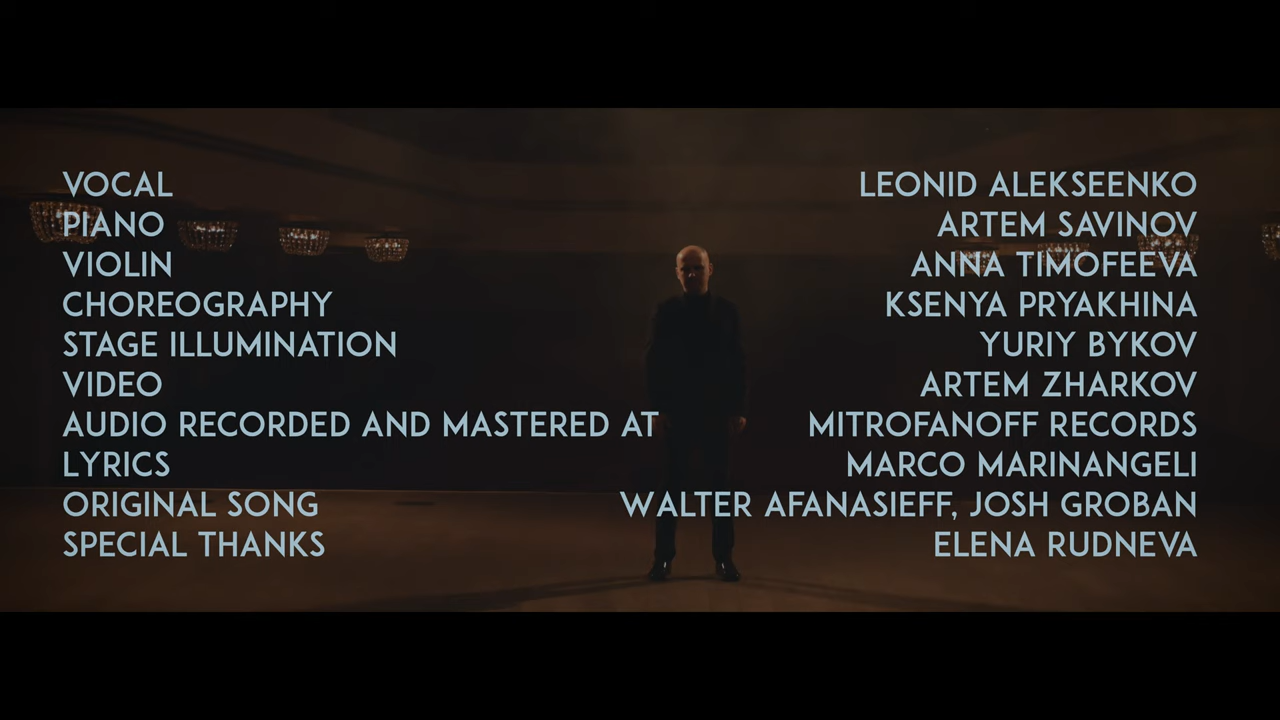 VOCAL LEONID ALEKSEENKO
PIANO ARTEM SAVINOV
VIOLIN ANNA TIMOFEEVA
CHOREOGRAPHY KSENYA PRYAKHINA
STAGE ILLUMINATION YURIY BYKOV
VIDEO ARTEM ZHARKOV
AUDIO RECORDED AND MASTERED AT MITROFANOFF RECORDS
LYRICS MARCO MARINANGELI
ORIGINAL SONG WALTER AFANASIEFF, JOSH GROBAN
SPECIAL THANKS ELENA RUDNEVA